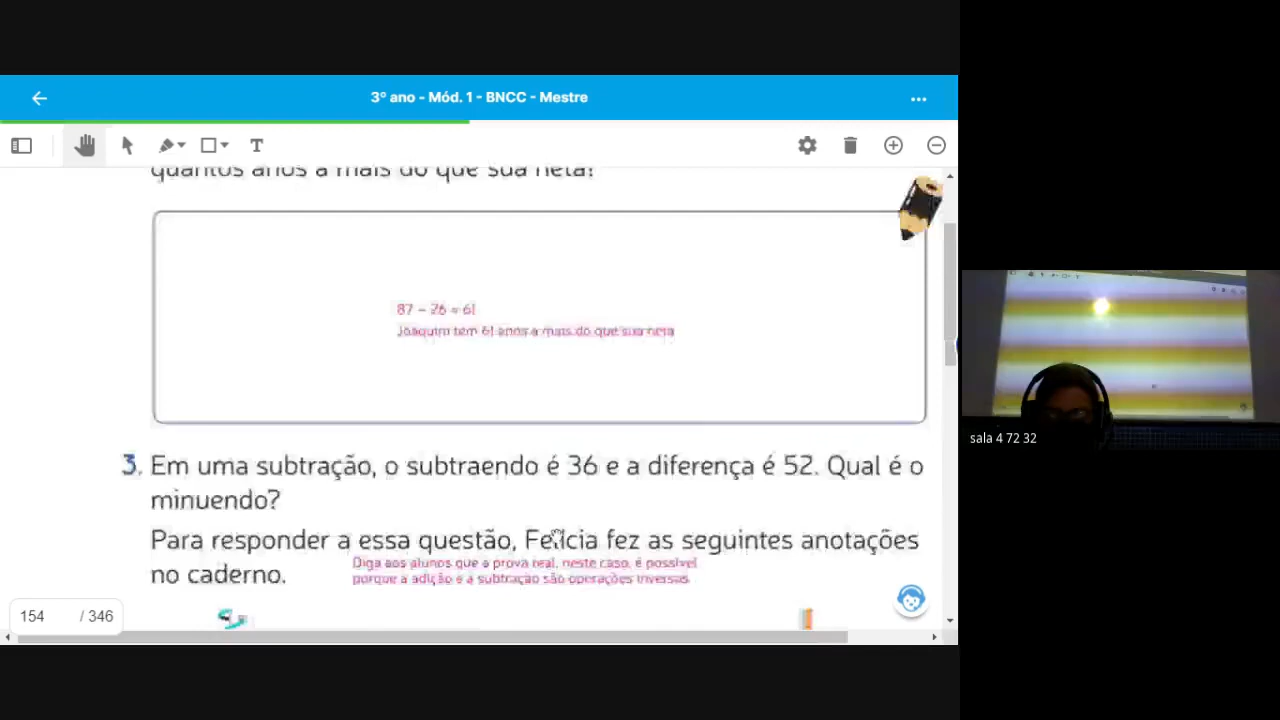 3º ano - Mód. 1 - BNCC - Mestre
T
quantos anos a mais do que sua neta?
87 - 26 = 61
Joaquim tem 61 anos a mais do que sua neta
3. Em uma subtração, o subtraendo é 36 e a diferença é 52. Qual é o
minuendo?
Para responder a essa questão, Felícia fez as seguintes anotações
no caderno.
Diga aos alunos que a prova real, neste caso, é possível
porque a adição e a subtração são operações inversas
154 / 346
sala 4 72 32